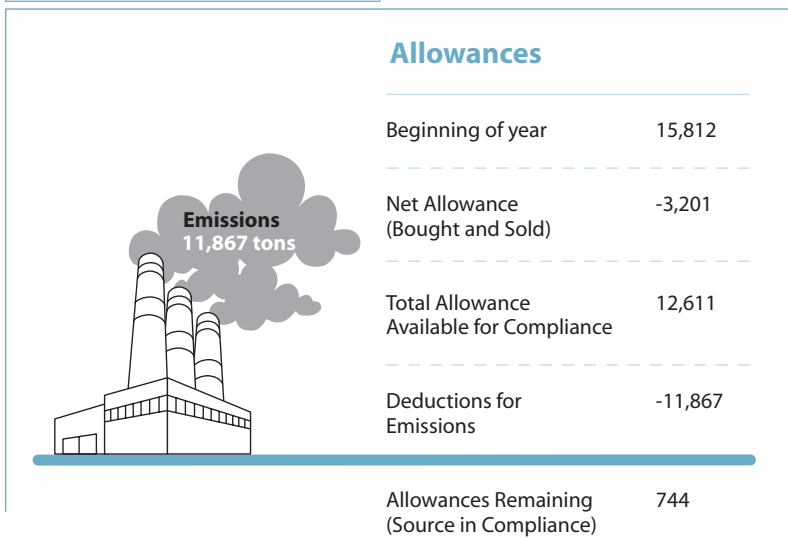 Allowances
Beginning of year 15,812
Net Allowance -3,201
(Bought and Sold)
Emissions
11,867 tons
Total Allowance 12,611
Available for Compliance
Deductions for -11,867
Emissions
Allowances Remaining 744
(Source in Compliance)